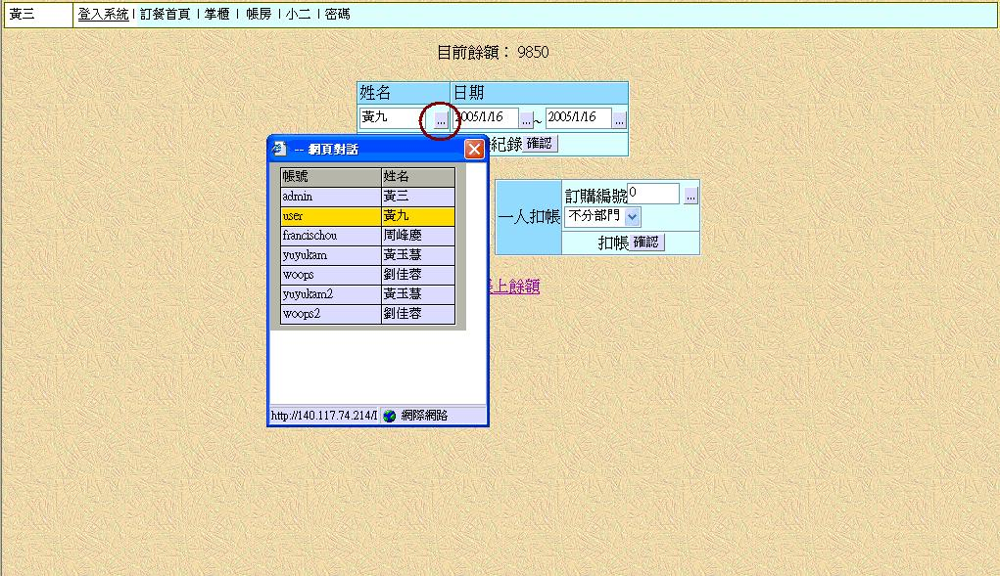 黃三
登入系統 | 訂餐首頁 | 掌櫃 | 帳房 | 小二 | 密碼
目前餘額： 9850
姓名 日期
黃九 ... 2005/1/16 ...~ 2005/1/16 ...
紀錄 確認
-- 網頁對話
帳號 姓名
admin 黃三
user 黃九
francischou 周峰慶
yuyukam 黃玉慧
woops 劉佳蓉
yuyukam2 黃玉慧
woops2 劉佳蓉
http://140.117.74.214/ 網際網路
一人扣帳
訂購編號 0 ...
不分部門
扣帳 確認
上餘額